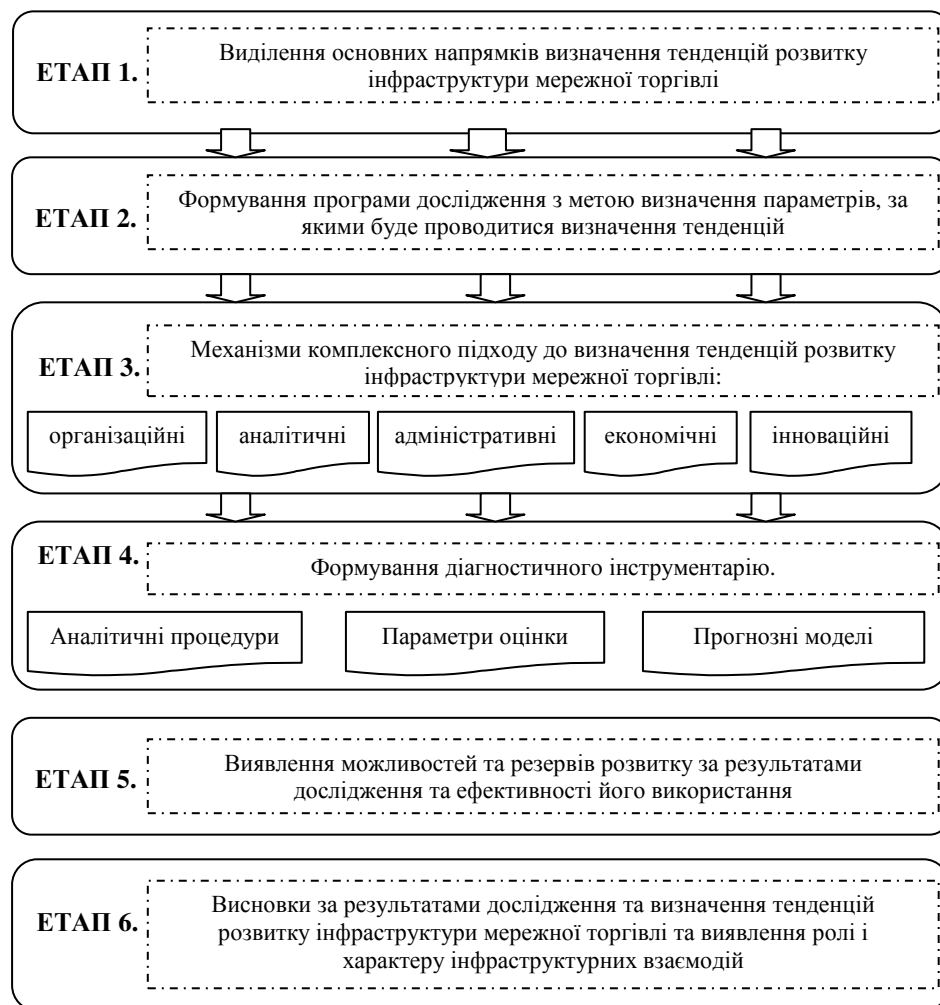 ЕТАП 1.
Виділення основних напрямків визначення тенденцій розвитку
інфраструктури мережної торгівлі
ЕТАП 2.
Формування програми дослідження з метою визначення параметрів, за
якими буде проводитися визначення тенденцій
ЕТАП 3.
Механізми комплексного підходу до визначення тенденцій розвитку
інфраструктури мережної торгівлі:
організаційні
аналітичні
адміністративні
економічні
інноваційні
ЕТАП 4.
Формування діагностичного інструментарію.
Аналітичні процедури
Параметри оцінки
Прогнозні моделі
ЕТАП 5.
Виявлення можливостей та резервів розвитку за результатами
дослідження та ефективності його використання
ЕТАП 6.
Висновки за результатами дослідження та визначення тенденцій
розвитку інфраструктури мережної торгівлі та виявлення ролі і
характеру інфраструктурних взаємодій